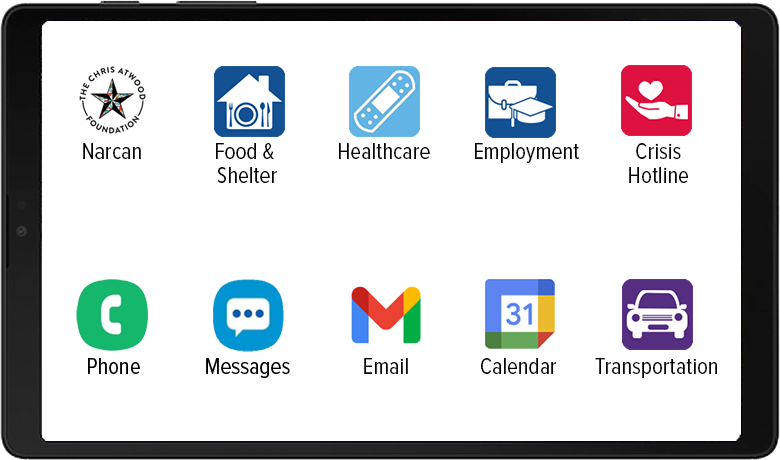 THE CHRIS ATWOOD
FOUNDATION
Narcan
Food &
Shelter
Healthcare
Employment
Crisis
Hotline
Phone
Messages
Email
31
Calendar
Transportation